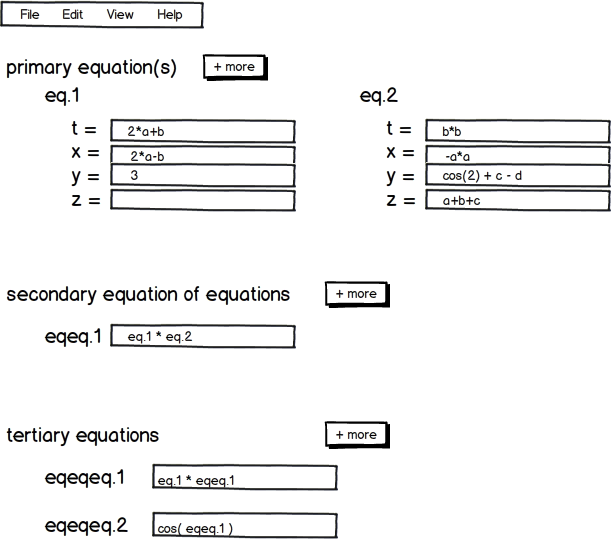 File Edit View Help
primary equation(s) + more
eq.1 eq.2
t = 2*a+b t = b*b
x = 2*a-b x = -a*a
y = 3 y = cos(2) + c - d
z = z = a+b+c
secondary equation of equations + more
eqeq.1 eq.1 * eq.2
tertiary equations + more
eqeqeq.1 eq.1 * eqeq.1
eqeqeq.2 cos( eqeq.1 )